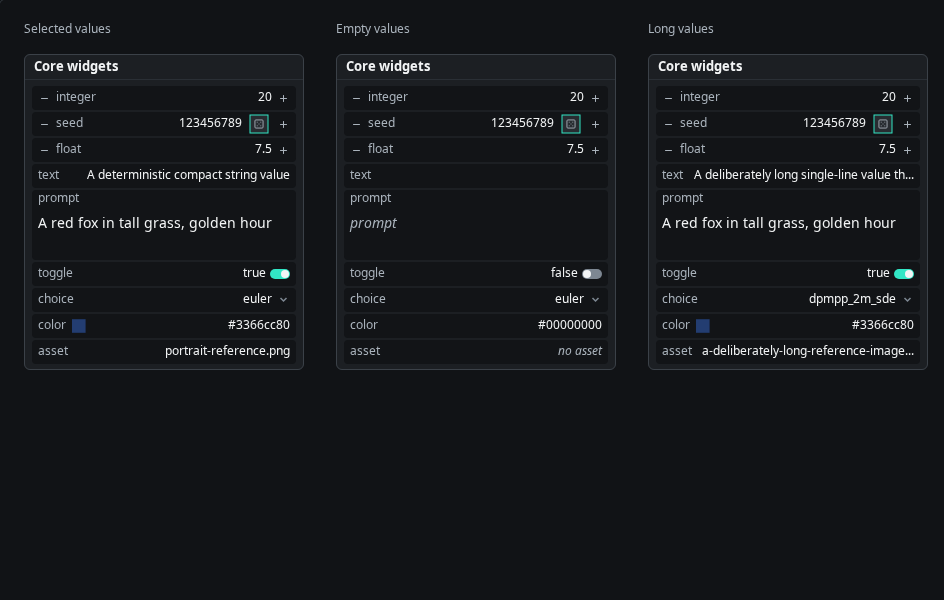 Selected values
Core widgets
– integer 20 +
– seed 123456789 +
– float 7.5 +
text A deterministic compact string value
prompt
A red fox in tall grass, golden hour
toggle true
choice euler
color #3366cc80
asset portrait-reference.png
Empty values
Core widgets
– integer 20 +
– seed 123456789 +
– float 7.5 +
text
prompt
prompt
toggle false
choice euler
color #00000000
asset no asset
Long values
Core widgets
– integer 20 +
– seed 123456789 +
– float 7.5 +
text A deliberately long single-line value th...
prompt
A red fox in tall grass, golden hour
toggle true
choice dpmpp_2m_sde
color #3366cc80
asset a-deliberately-long-reference-image...